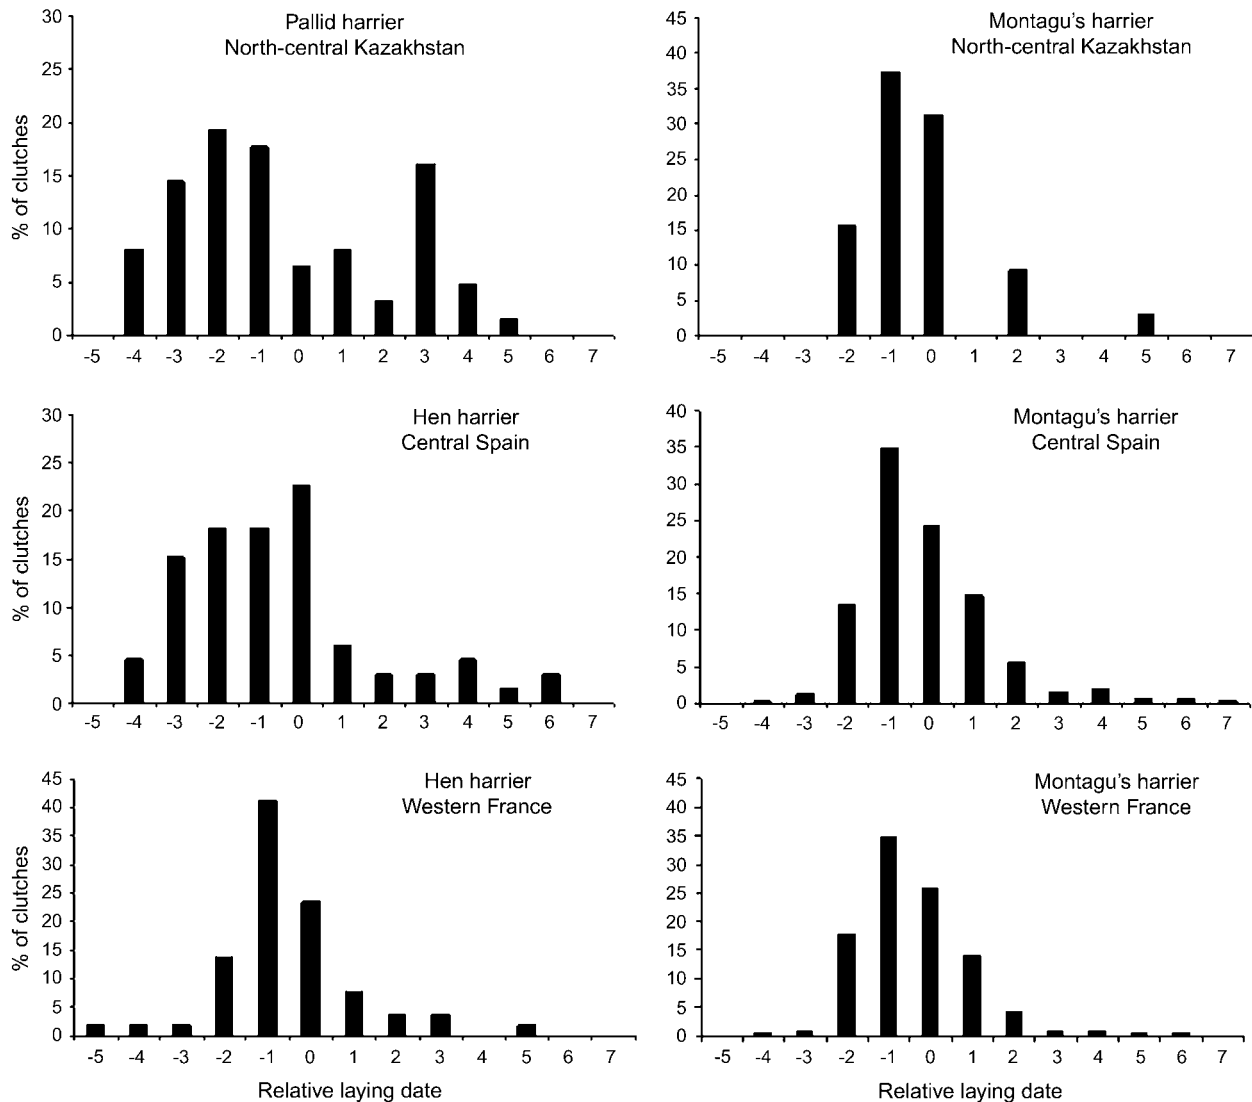 Pallid harrier
North-central Kazakhstan
% of clutches
30
25
20
15
10
5
0
-5 -4 -3 -2 -1 0 1 2 3 4 5 6 7
Montagu's harrier
North-central Kazakhstan
45
40
35
30
25
20
15
10
5
0
-5 -4 -3 -2 -1 0 1 2 3 4 5 6 7
Hen harrier
Central Spain
% of clutches
30
25
20
15
10
5
0
-5 -4 -3 -2 -1 0 1 2 3 4 5 6 7
Montagu's harrier
Central Spain
40
35
30
25
20
15
10
5
0
-5 -4 -3 -2 -1 0 1 2 3 4 5 6 7
Hen harrier
Western France
% of clutches
45
40
35
30
25
20
15
10
5
0
-5 -4 -3 -2 -1 0 1 2 3 4 5 6 7
Relative laying date
Montagu's harrier
Western France
45
40
35
30
25
20
15
10
5
0
-5 -4 -3 -2 -1 0 1 2 3 4 5 6 7
Relative laying date